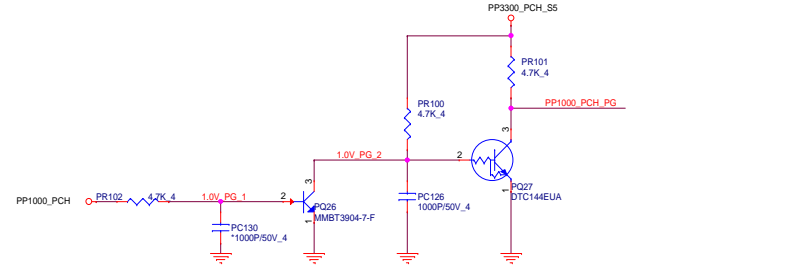 PP3300_PCH_S5
PR101
4.7K_4
PP1000_PCH_PG
PR100
4.7K_4
3
1.0V_PG_2
2
3
PP1000_PCH
PR102
4.7K_4
1.0V_PG_1
2
1
PQ26
MMBT3904-7-F
PC126
1000P/50V_4
1
PQ27
DTC144EUA
PC130
*1000P/50V_4